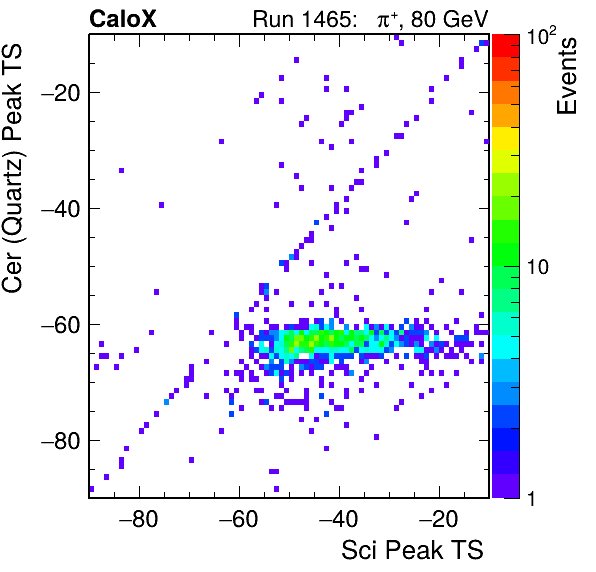 CaloX Run 1465: π⁺, 80 GeV
Cer (Quartz) Peak TS
−20
−40
−60
−80
−80 −60 −40 −20
Sci Peak TS
10²
10
1
Events